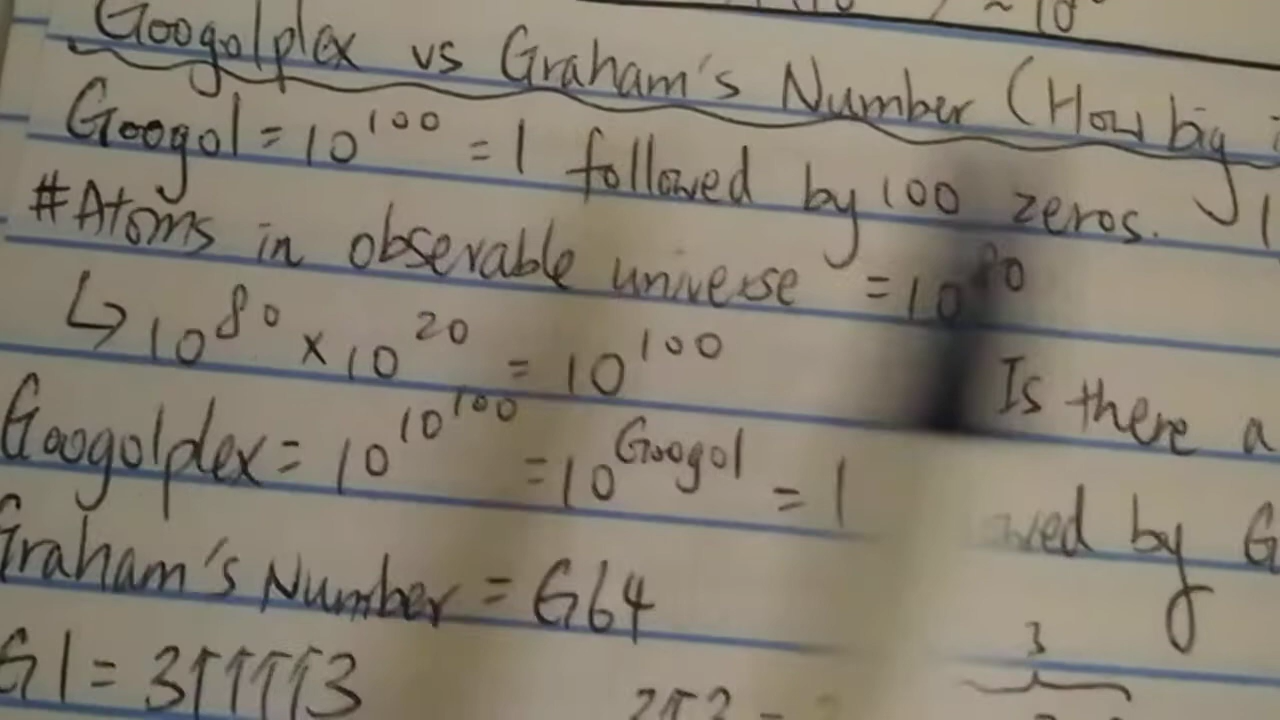 ~10
Googolplex vs Graham's Number (How big
Googol = 10^100 = 1 followed by 100 zeros.
#Atoms in obserable universe = 10^80
↳ 10^80 × 10^20 = 10^100
Is there a
Googolplex = 10^10^100 = 10^Googol = 1
wed by G
Graham's Number = G64
G1 = 3↑↑↑↑3
3